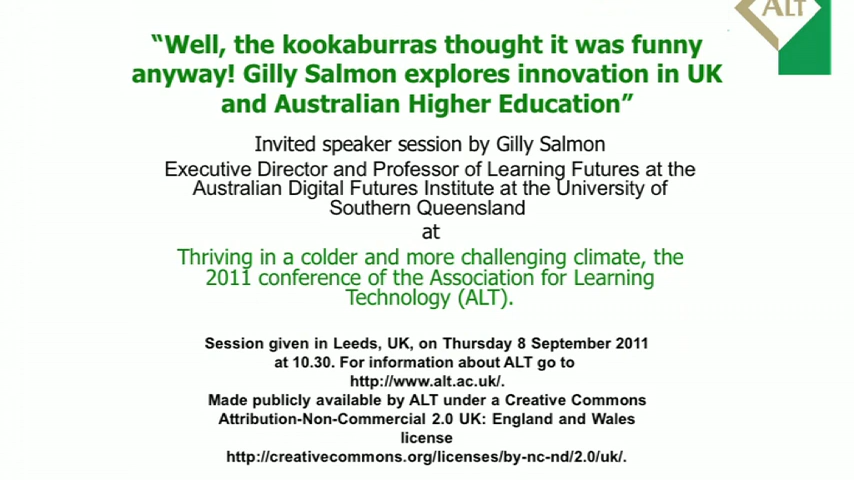 ALT
“Well, the kookaburras thought it was funny
anyway! Gilly Salmon explores innovation in UK
and Australian Higher Education”
Invited speaker session by Gilly Salmon
Executive Director and Professor of Learning Futures at the
Australian Digital Futures Institute at the University of
Southern Queensland
at
Thriving in a colder and more challenging climate, the
2011 conference of the Association for Learning
Technology (ALT).
Session given in Leeds, UK, on Thursday 8 September 2011
at 10.30. For information about ALT go to
http://www.alt.ac.uk/.
Made publicly available by ALT under a Creative Commons
Attribution-Non-Commercial 2.0 UK: England and Wales
license
http://creativecommons.org/licenses/by-nc-nd/2.0/uk/.